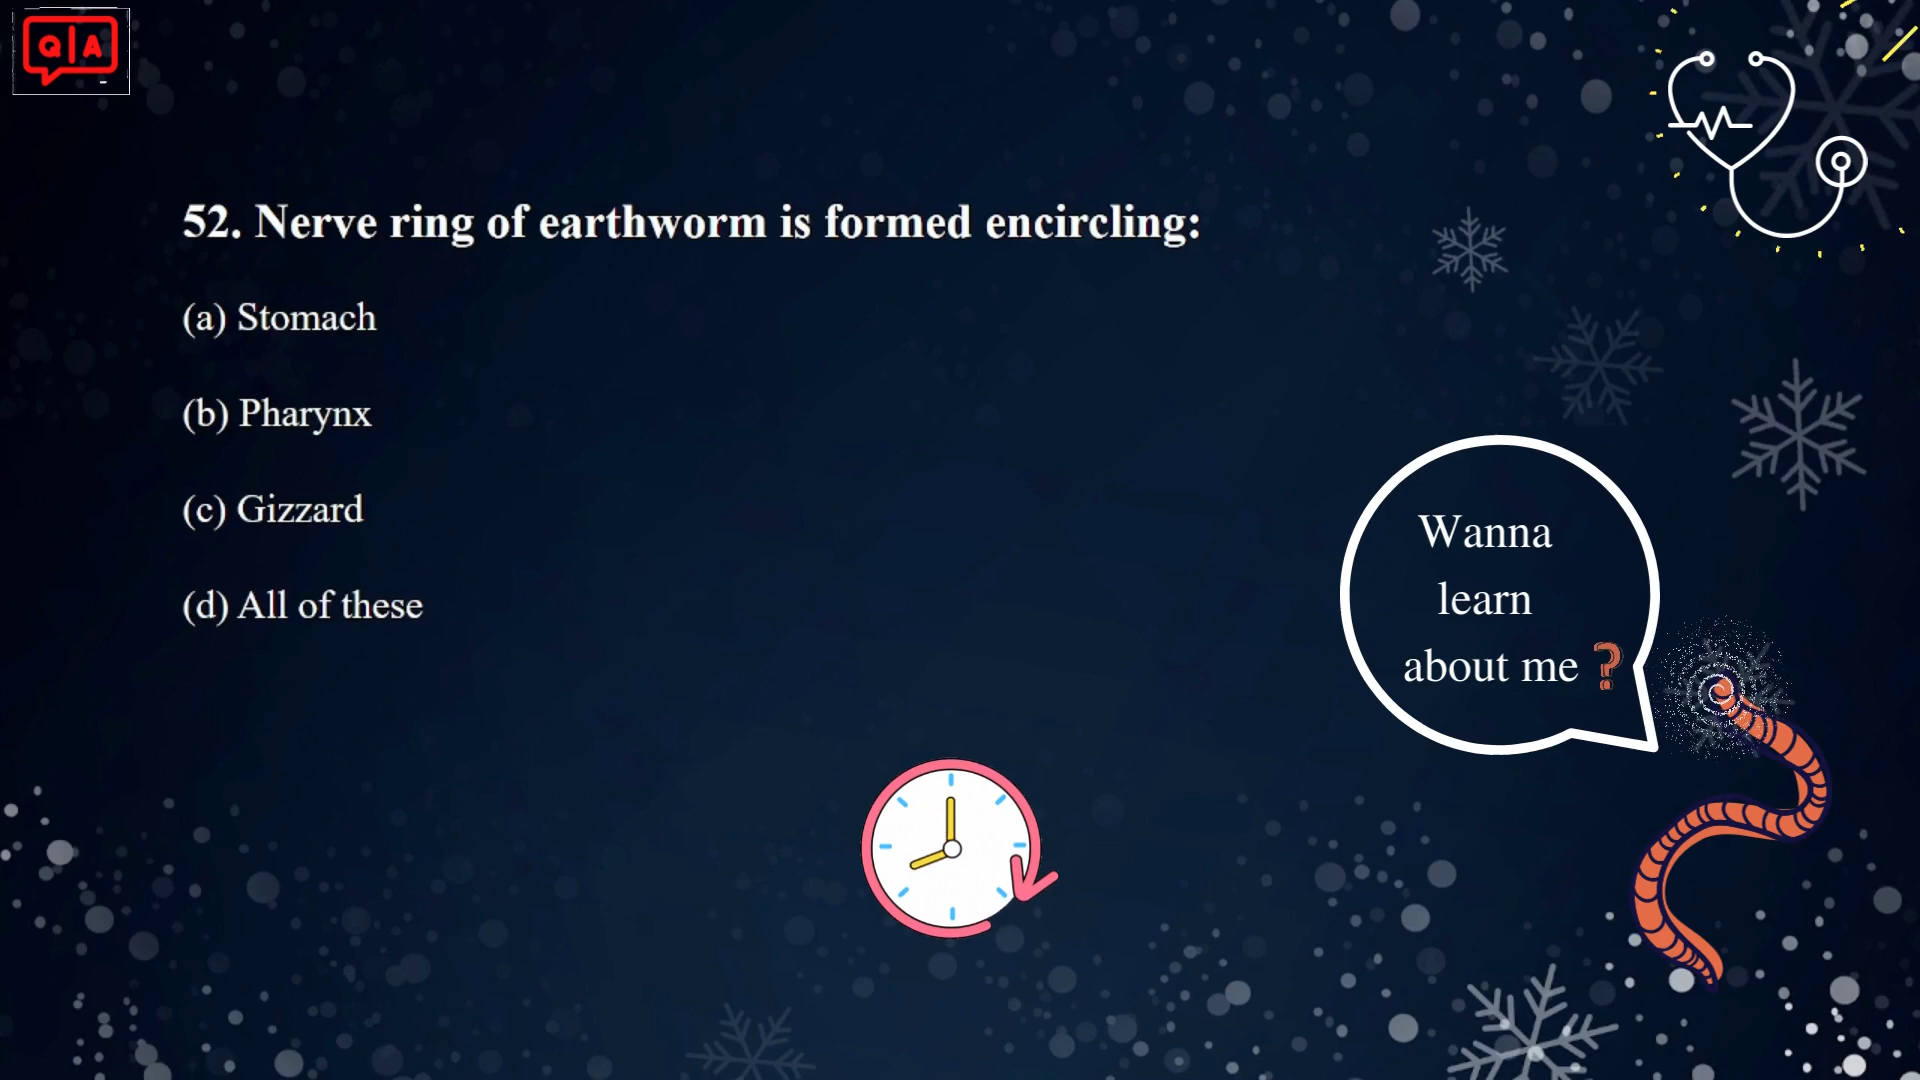 Q|A
52. Nerve ring of earthworm is formed encircling:
(a) Stomach
(b) Pharynx
(c) Gizzard
(d) All of these
Wanna
learn
about me ?